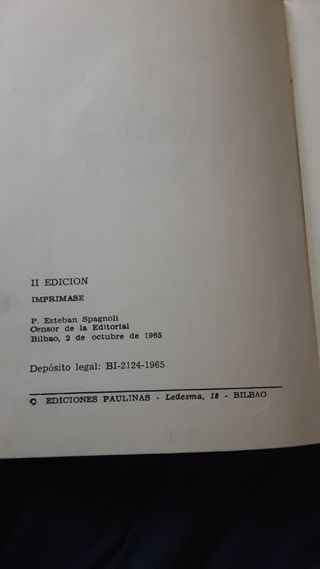 II EDICION
IMPRIMASE
P. Esteban Spagnoli
Censor de la Editorial
Bilbao, 2 de octubre de 1965
Depósito legal: BI-2124-1965
© EDICIONES PAULINAS - Ledesma, 18 - BILBAO